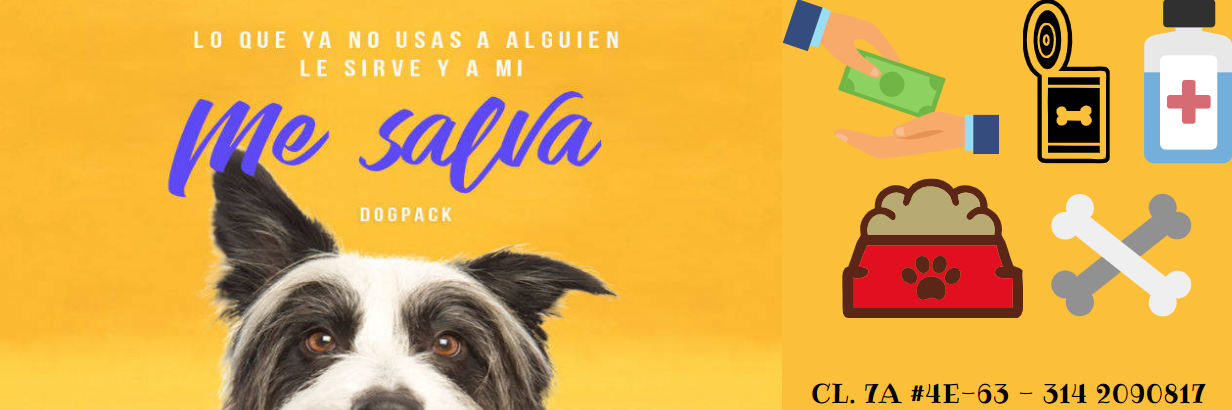 LO QUE YA NO USAS A ALGUIEN
LE SIRVE Y A MI
Me salva
DOGPACK
CL. 7A #4E-63 - 314 2090817